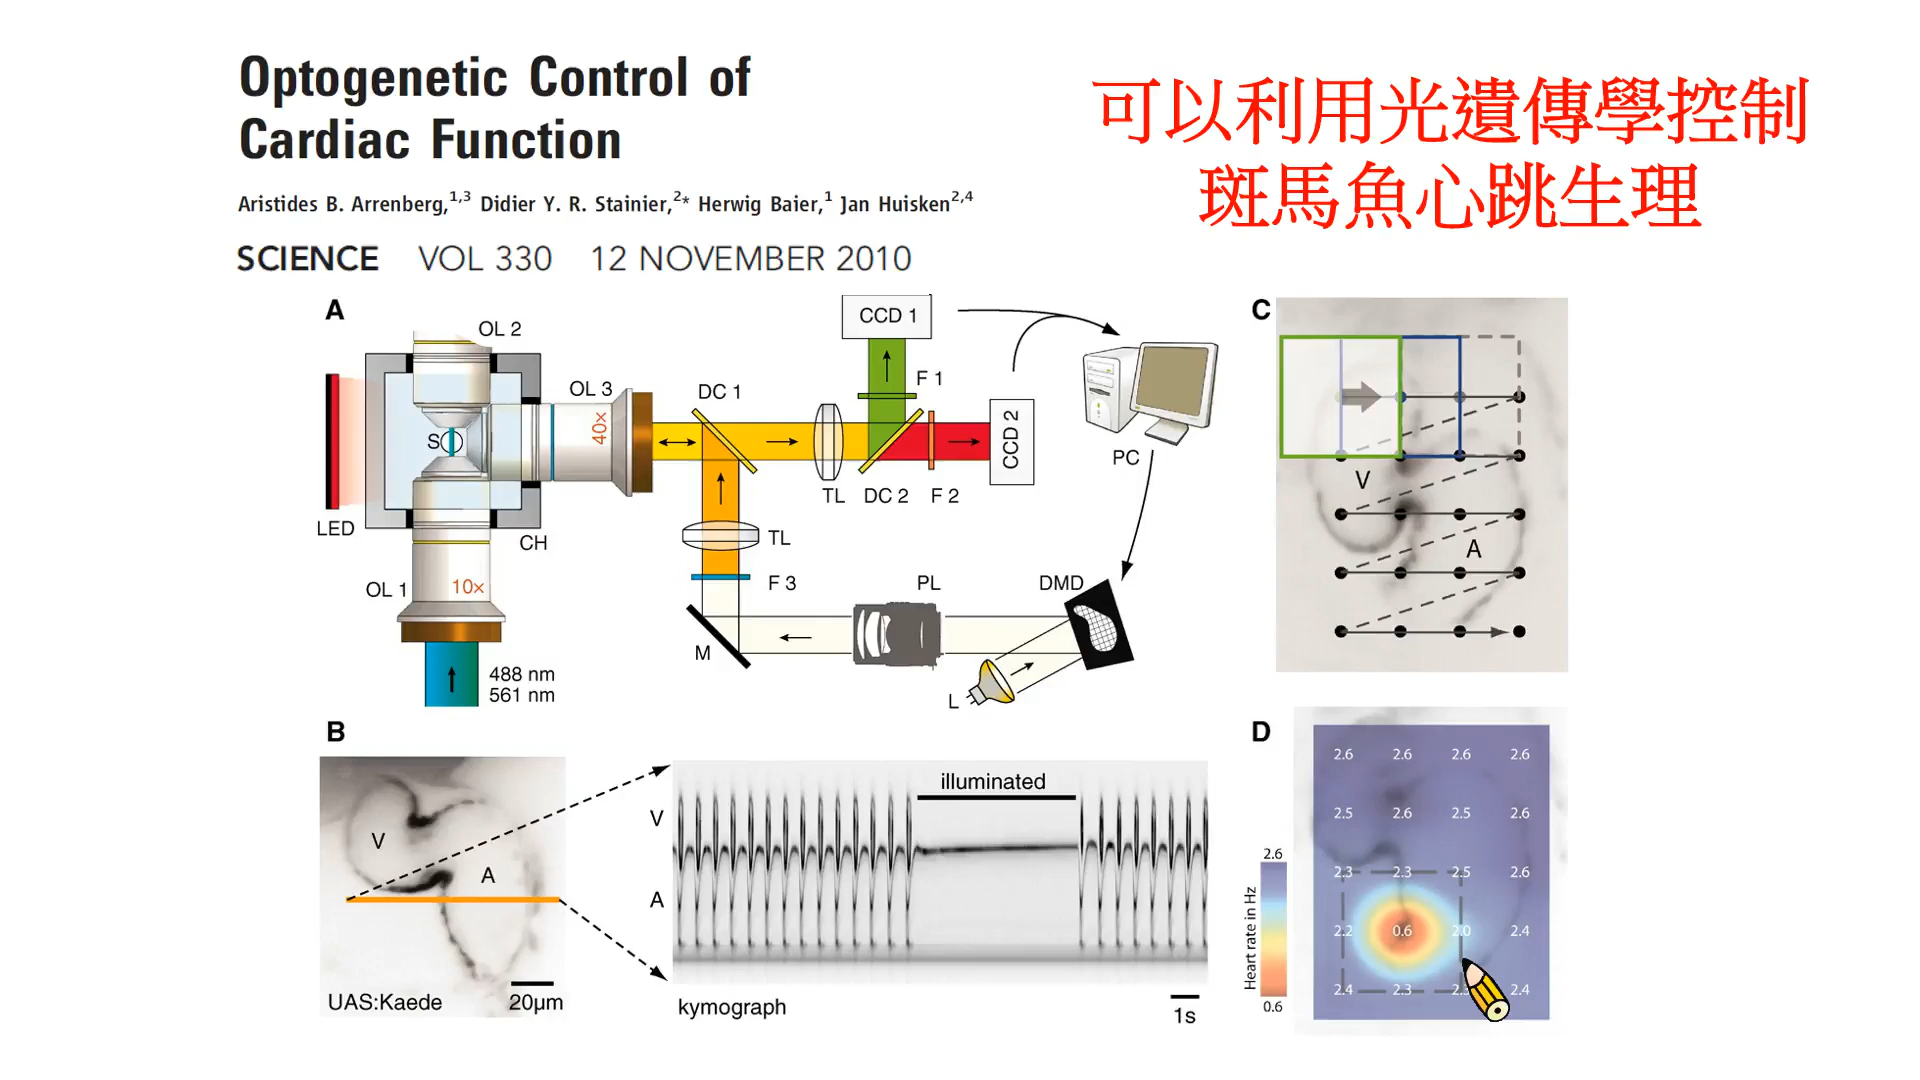 Optogenetic Control of
Cardiac Function
Aristides B. Arrenberg,1,3 Didier Y. R. Stainier,2* Herwig Baier,1 Jan Huisken2,4
SCIENCE VOL 330 12 NOVEMBER 2010
可以利用光遺傳學控制
斑馬魚心跳生理
A
OL 2
OL 3
40x
S
LED
CH
OL 1
10x
488 nm
561 nm
DC 1
TL
F 3
M
PL
DMD
L
CCD 1
F 1
TL
DC 2
F 2
CCD 2
PC
B
V
A
UAS:Kaede
20µm
V
A
illuminated
kymograph
1s
C
V
A
D
2.6 2.6 2.6 2.6
2.5 2.6 2.5 2.6
2.3 2.3 2.5 2.6
2.2 0.6 2.0 2.4
2.4 2.3 2.3 2.4
2.6
Heart rate in Hz
0.6